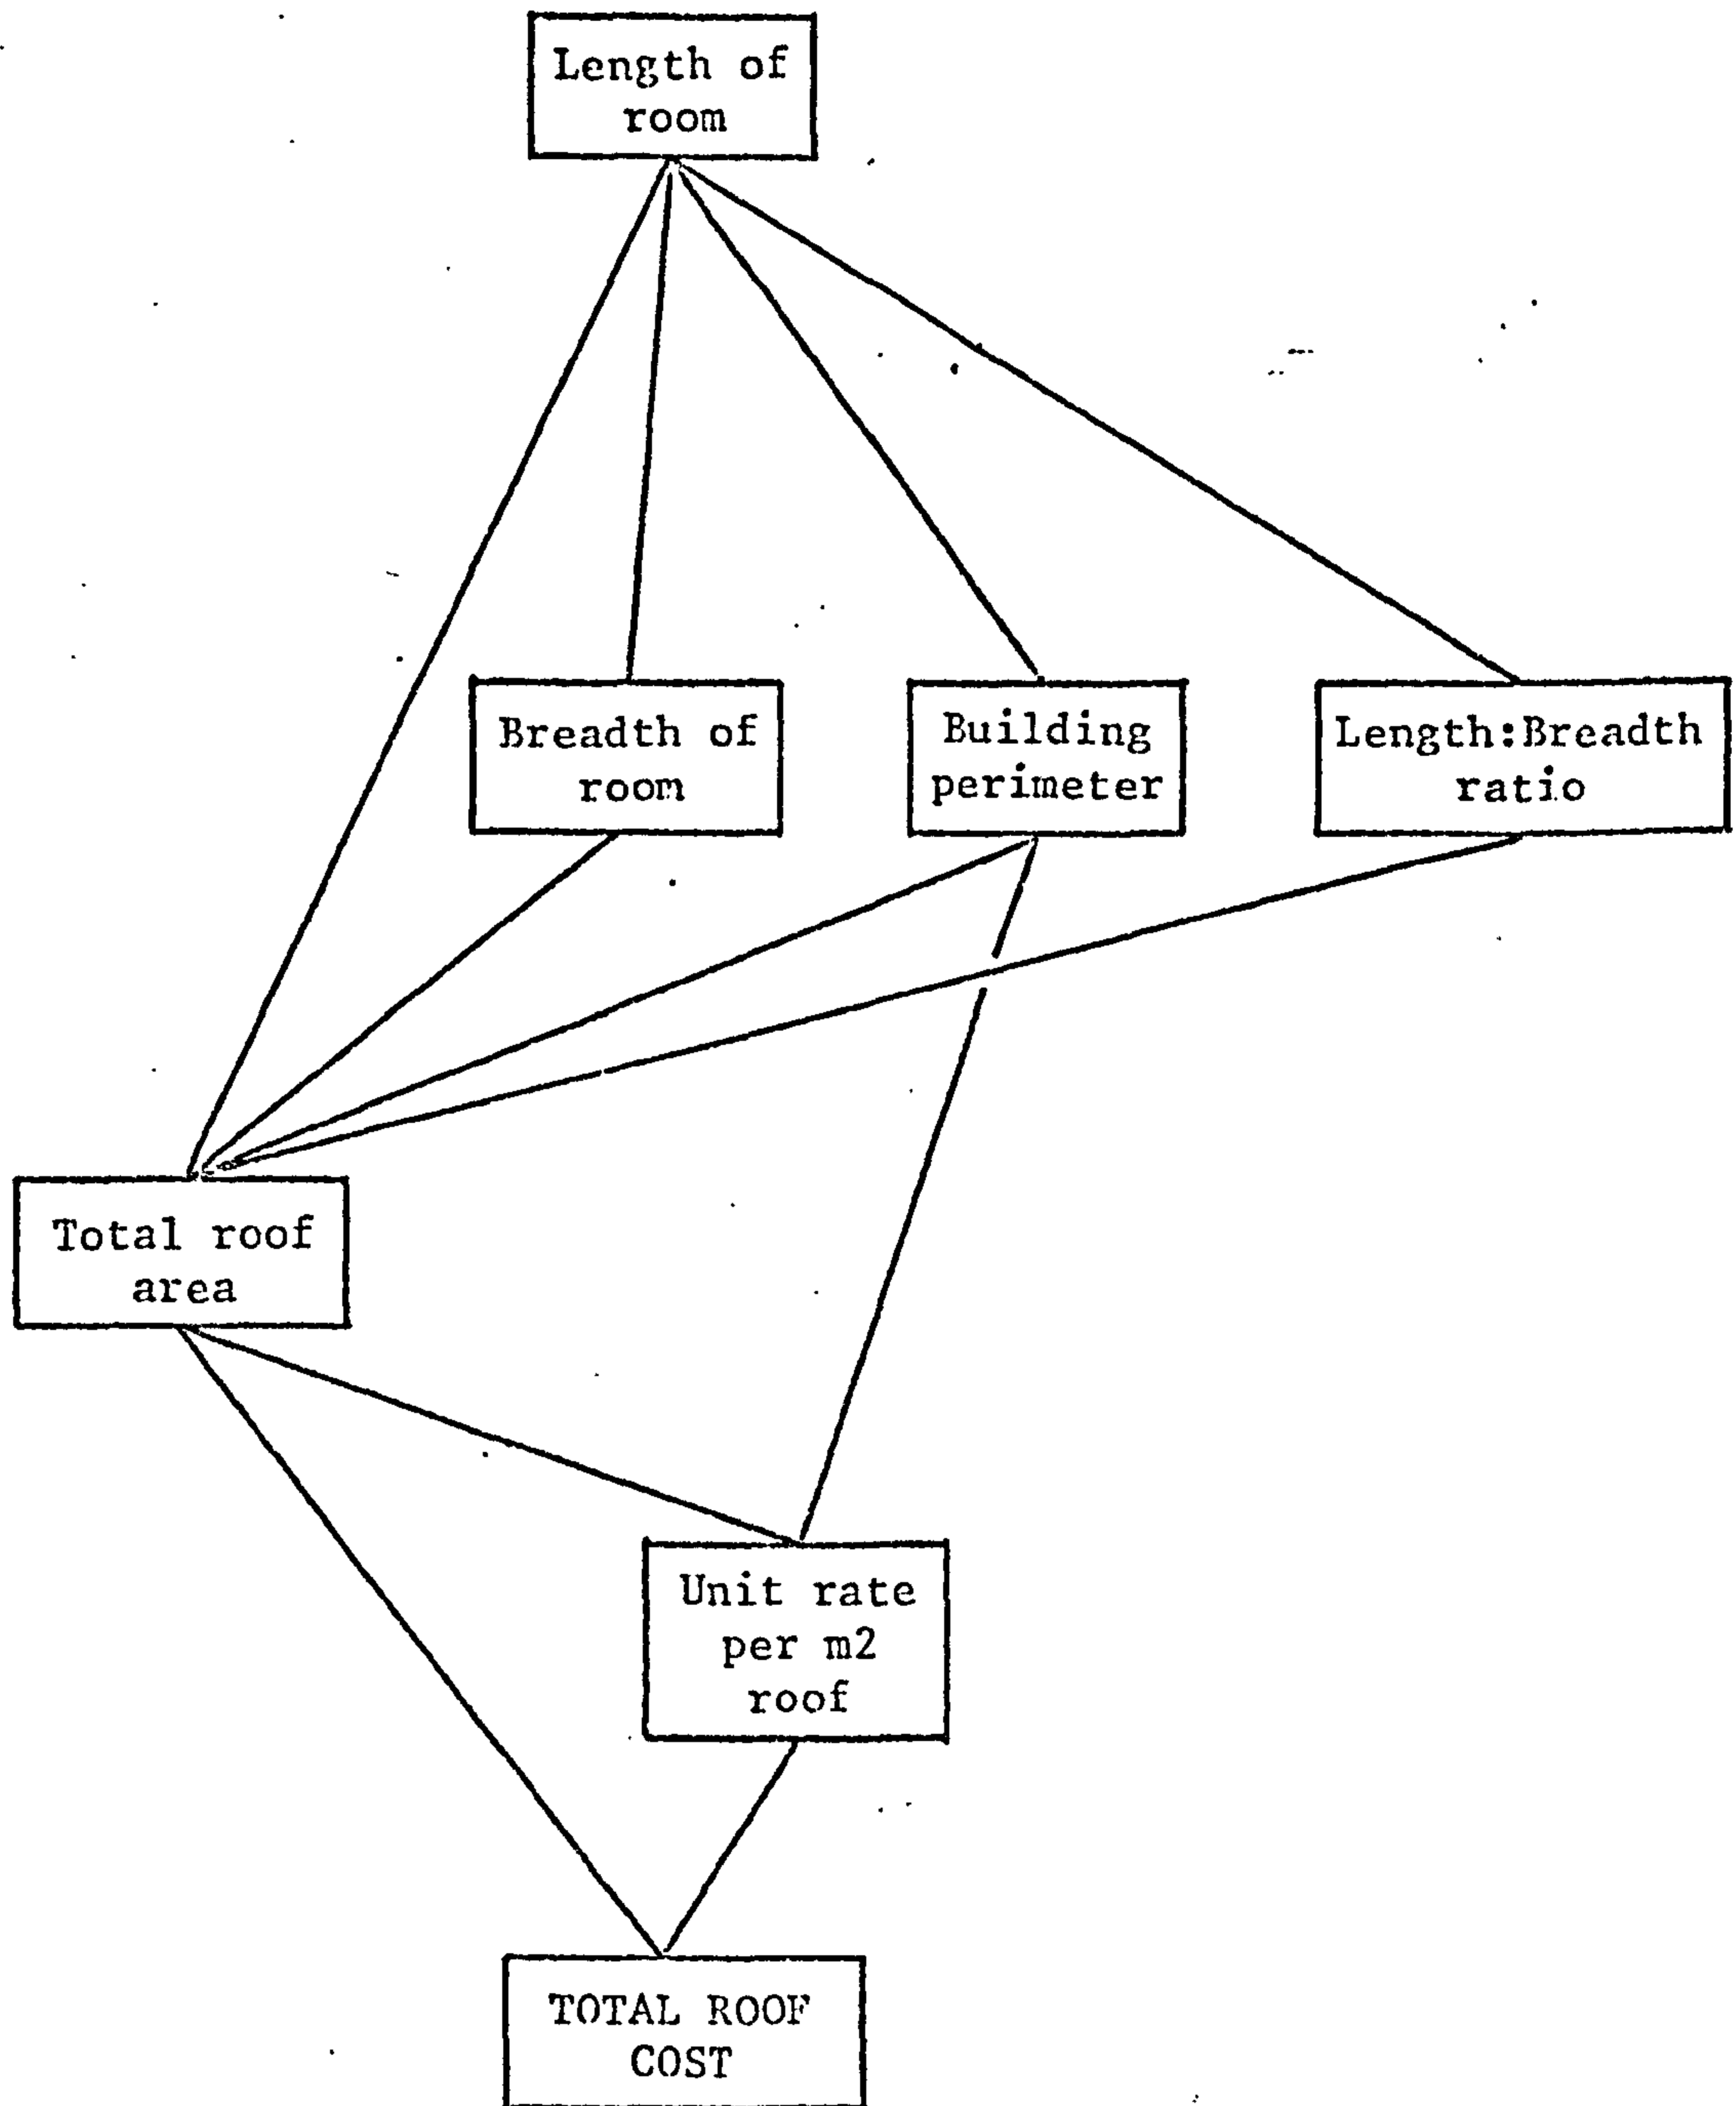 Length of
room
Breadth of
room
Building
perimeter
Length:Breadth
ratio
Total roof
area
Unit rate
per m2
roof
TOTAL ROOF
COST